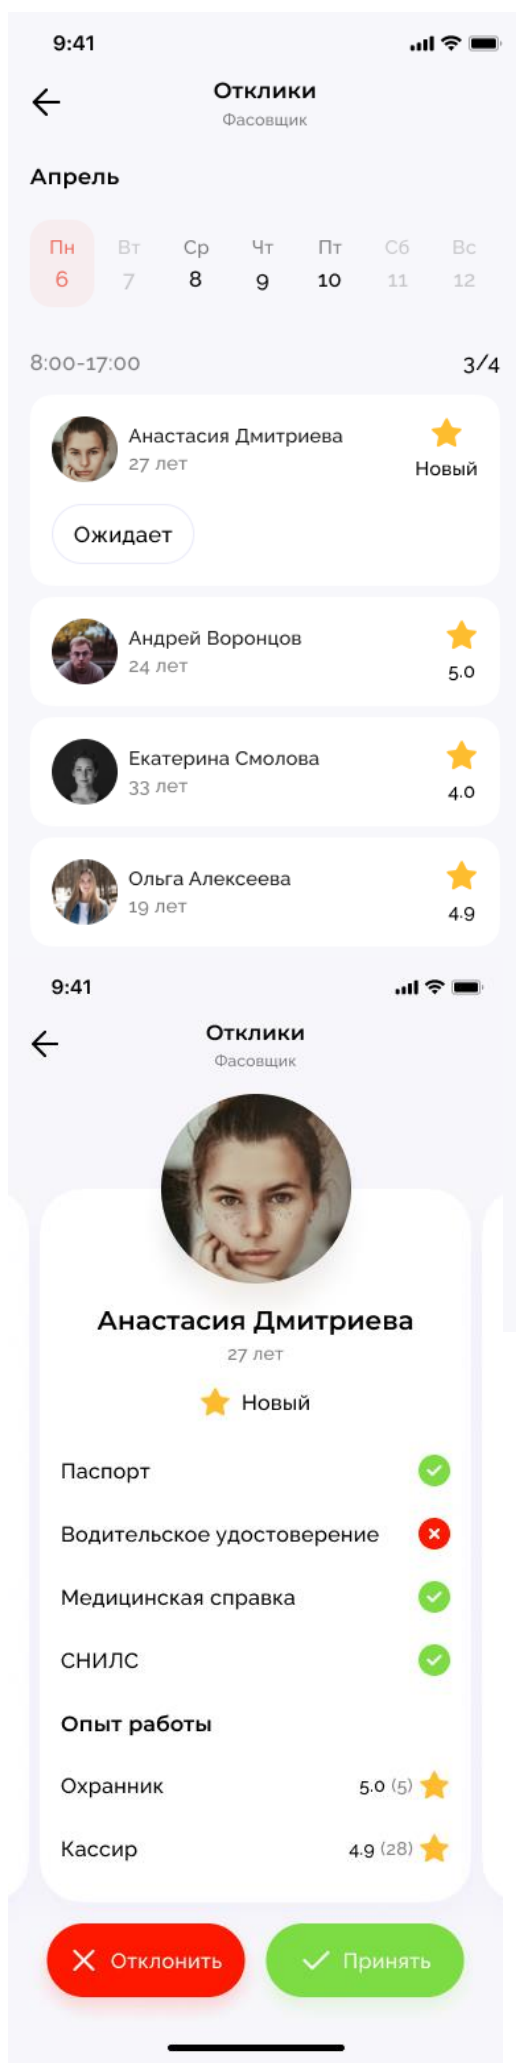 9:41
Отклики
Фасовщик
Апрель
Пн Вт Ср Чт Пт Сб Вс
6 7 8 9 10 11 12
8:00-17:00 3/4
Анастасия Дмитриева
27 лет
Новый
Ожидает
Андрей Воронцов
24 лет
5.0
Екатерина Смолова
33 лет
4.0
Ольга Алексеева
19 лет
4.9
9:41
Отклики
Фасовщик
Анастасия Дмитриева
27 лет
Новый
Паспорт
Водительское удостоверение
Медицинская справка
СНИЛС
Опыт работы
Охранник 5.0 (5)
Кассир 4.9 (28)
Отклонить Принять